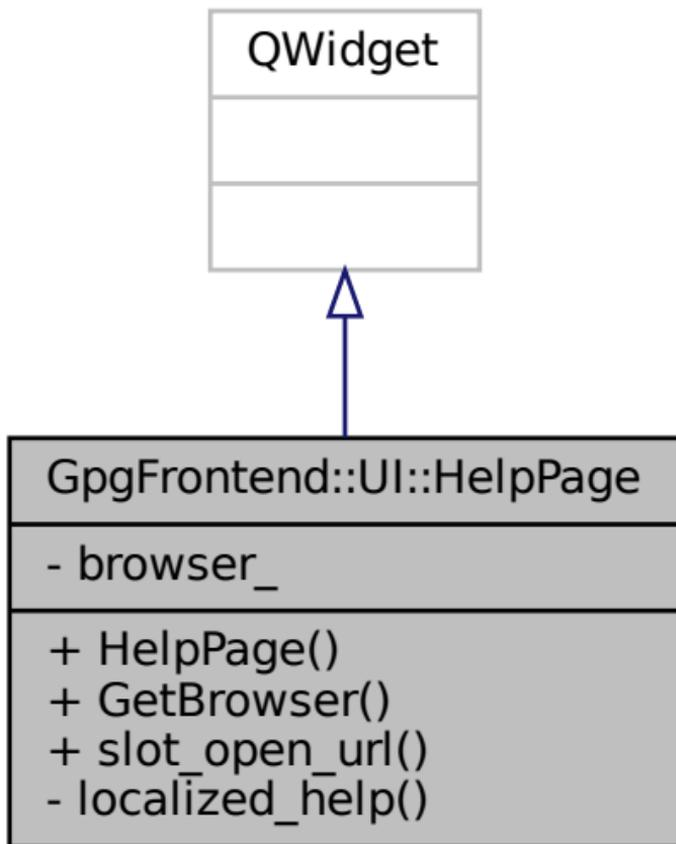 QWidget
GpgFrontend::UI::HelpPage
- browser_
+ HelpPage()
+ GetBrowser()
+ slot_open_url()
- localized_help()